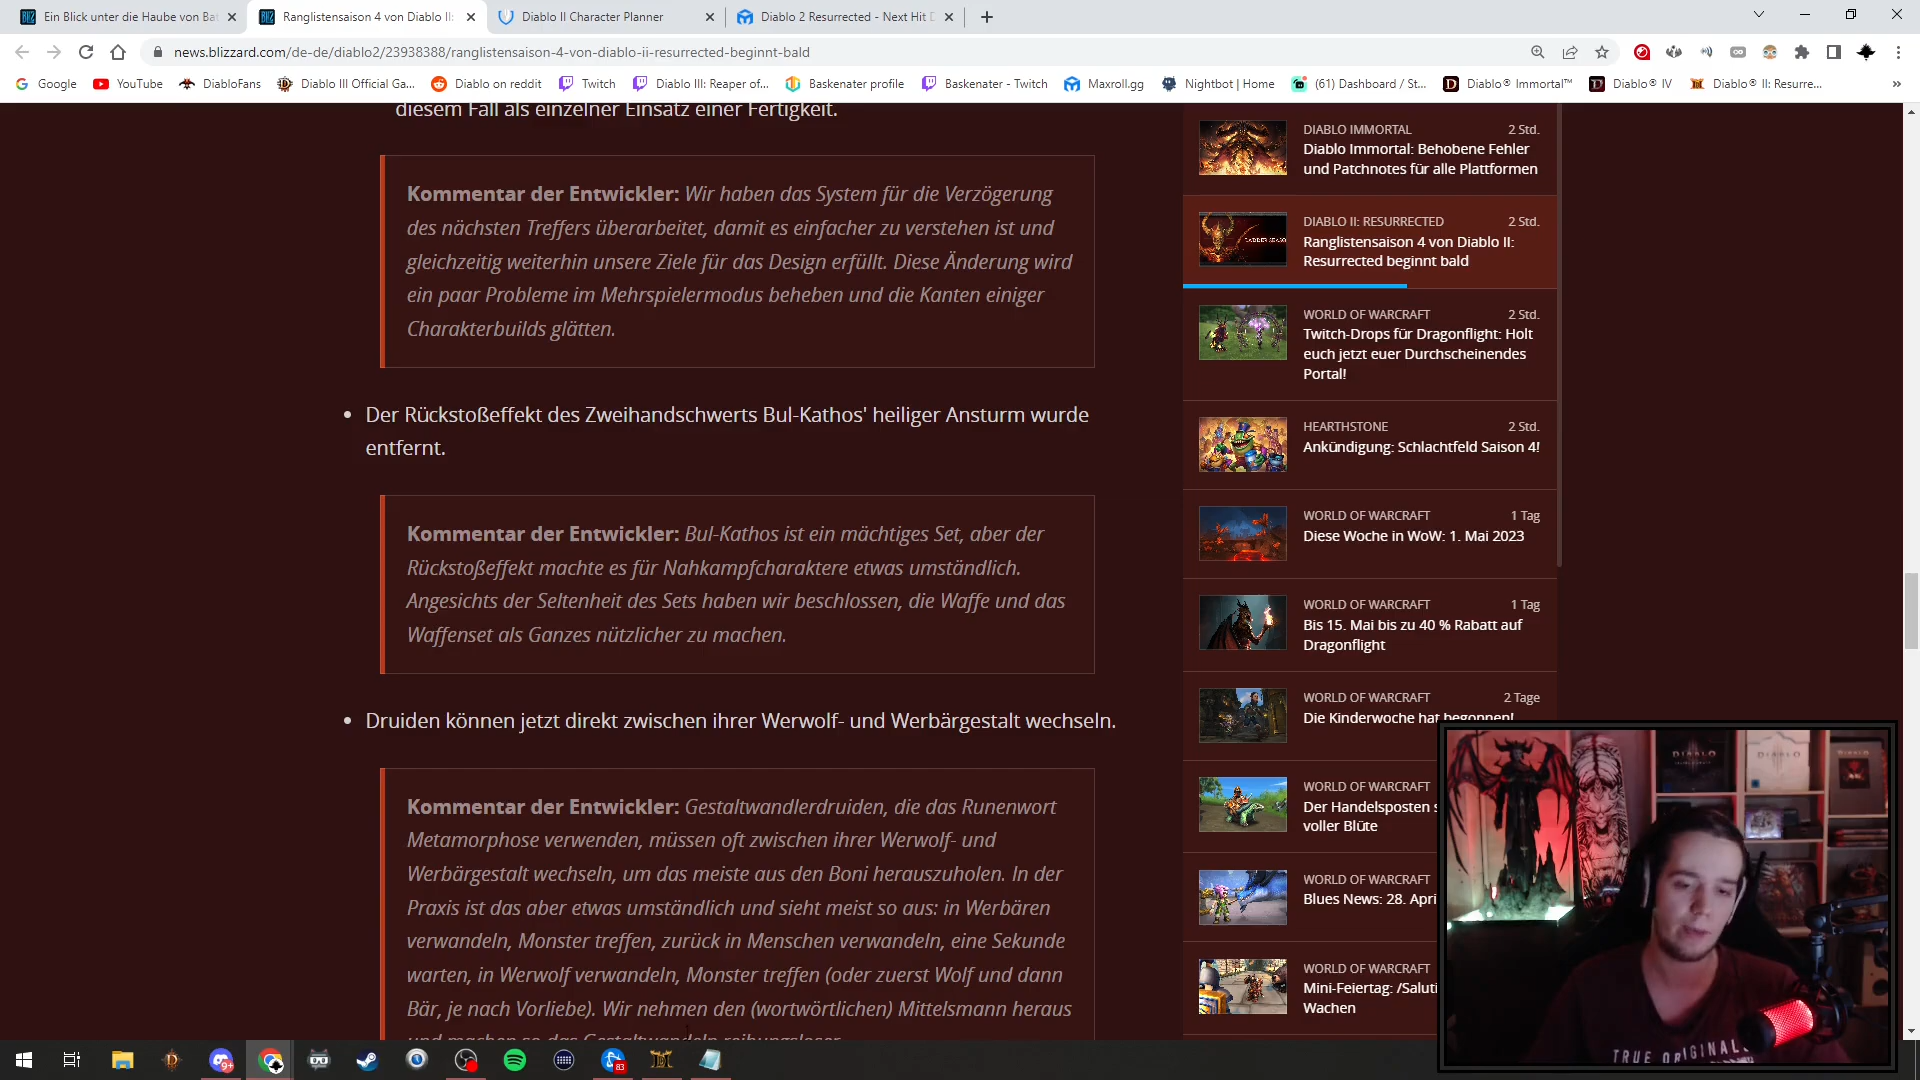 Ein Blick unter die Haube von Bat
Ranglistensaison 4 von Diablo II:
Diablo II Character Planner
Diablo 2 Resurrected - Next Hit D
news.blizzard.com/de-de/diablo2/23938388/ranglistensaison-4-von-diablo-ii-resurrected-beginnt-bald
Google
YouTube
DiabloFans
Diablo III Official Ga...
Diablo on reddit
Twitch
Diablo III: Reaper of...
Baskenater profile
Baskenater - Twitch
Maxroll.gg
Nightbot | Home
(61) Dashboard / St...
Diablo® Immortal™
Diablo® IV
Diablo® II: Resurre...
»
diesem Fall als einzelner Einsatz einer Fertigkeit.
Kommentar der Entwickler: Wir haben das System für die Verzögerung
des nächsten Treffers überarbeitet, damit es einfacher zu verstehen ist und
gleichzeitig weiterhin unsere Ziele für das Design erfüllt. Diese Änderung wird
ein paar Probleme im Mehrspielermodus beheben und die Kanten einiger
Charakterbuilds glätten.
• Der Rückstoßeffekt des Zweihandschwerts Bul-Kathos' heiliger Ansturm wurde
entfernt.
Kommentar der Entwickler: Bul-Kathos ist ein mächtiges Set, aber der
Rückstoßeffekt machte es für Nahkampfcharaktere etwas umständlich.
Angesichts der Seltenheit des Sets haben wir beschlossen, die Waffe und das
Waffenset als Ganzes nützlicher zu machen.
• Druiden können jetzt direkt zwischen ihrer Werwolf- und Werbärgestalt wechseln.
Kommentar der Entwickler: Gestaltwandlerdruiden, die das Runenwort
Metamorphose verwenden, müssen oft zwischen ihrer Werwolf- und
Werbärgestalt wechseln, um das meiste aus den Boni herauszuholen. In der
Praxis ist das aber etwas umständlich und sieht meist so aus: in Werbären
verwandeln, Monster treffen, zurück in Menschen verwandeln, eine Sekunde
warten, in Werwolf verwandeln, Monster treffen (oder zuerst Wolf und dann
Bär, je nach Vorliebe). Wir nehmen den (wortwörtlichen) Mittelsmann heraus
und machen so das Gestaltwandeln reibungsloser.
DIABLO IMMORTAL 2 Std.
Diablo Immortal: Behobene Fehler
und Patchnotes für alle Plattformen
DIABLO II: RESURRECTED 2 Std.
Ranglistensaison 4 von Diablo II:
Resurrected beginnt bald
WORLD OF WARCRAFT 2 Std.
Twitch-Drops für Dragonflight: Holt
euch jetzt euer Durchscheinendes
Portal!
HEARTHSTONE 2 Std.
Ankündigung: Schlachtfeld Saison 4!
WORLD OF WARCRAFT 1 Tag
Diese Woche in WoW: 1. Mai 2023
WORLD OF WARCRAFT 1 Tag
Bis 15. Mai bis zu 40 % Rabatt auf
Dragonflight
WORLD OF WARCRAFT 2 Tage
Die Kinderwoche hat begonnen!
WORLD OF WARCRAFT
Der Handelsposten s
voller Blüte
WORLD OF WARCRAFT
Blues News: 28. Apri
WORLD OF WARCRAFT
Mini-Feiertag: /Saluti
Wachen
DIABLO
TRUE ORIGINAL
9+
83